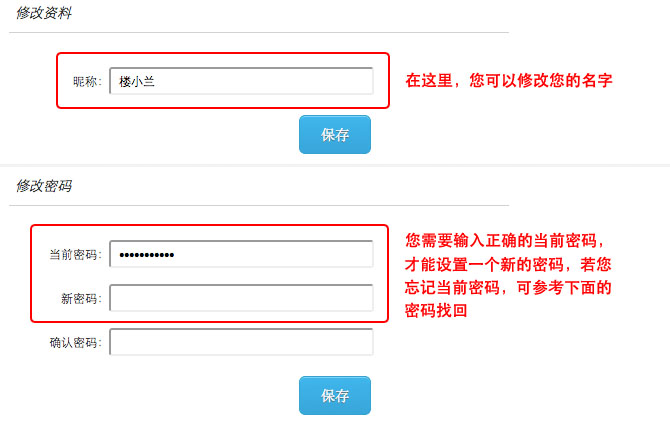 修改资料
昵称：楼小兰
在这里，您可以修改您的名字
保存
修改密码
当前密码：•••••••••••
您需要输入正确的当前密码，
才能设置一个新的密码，若您
忘记当前密码，可参考下面的
密码找回
新密码：
确认密码：
保存